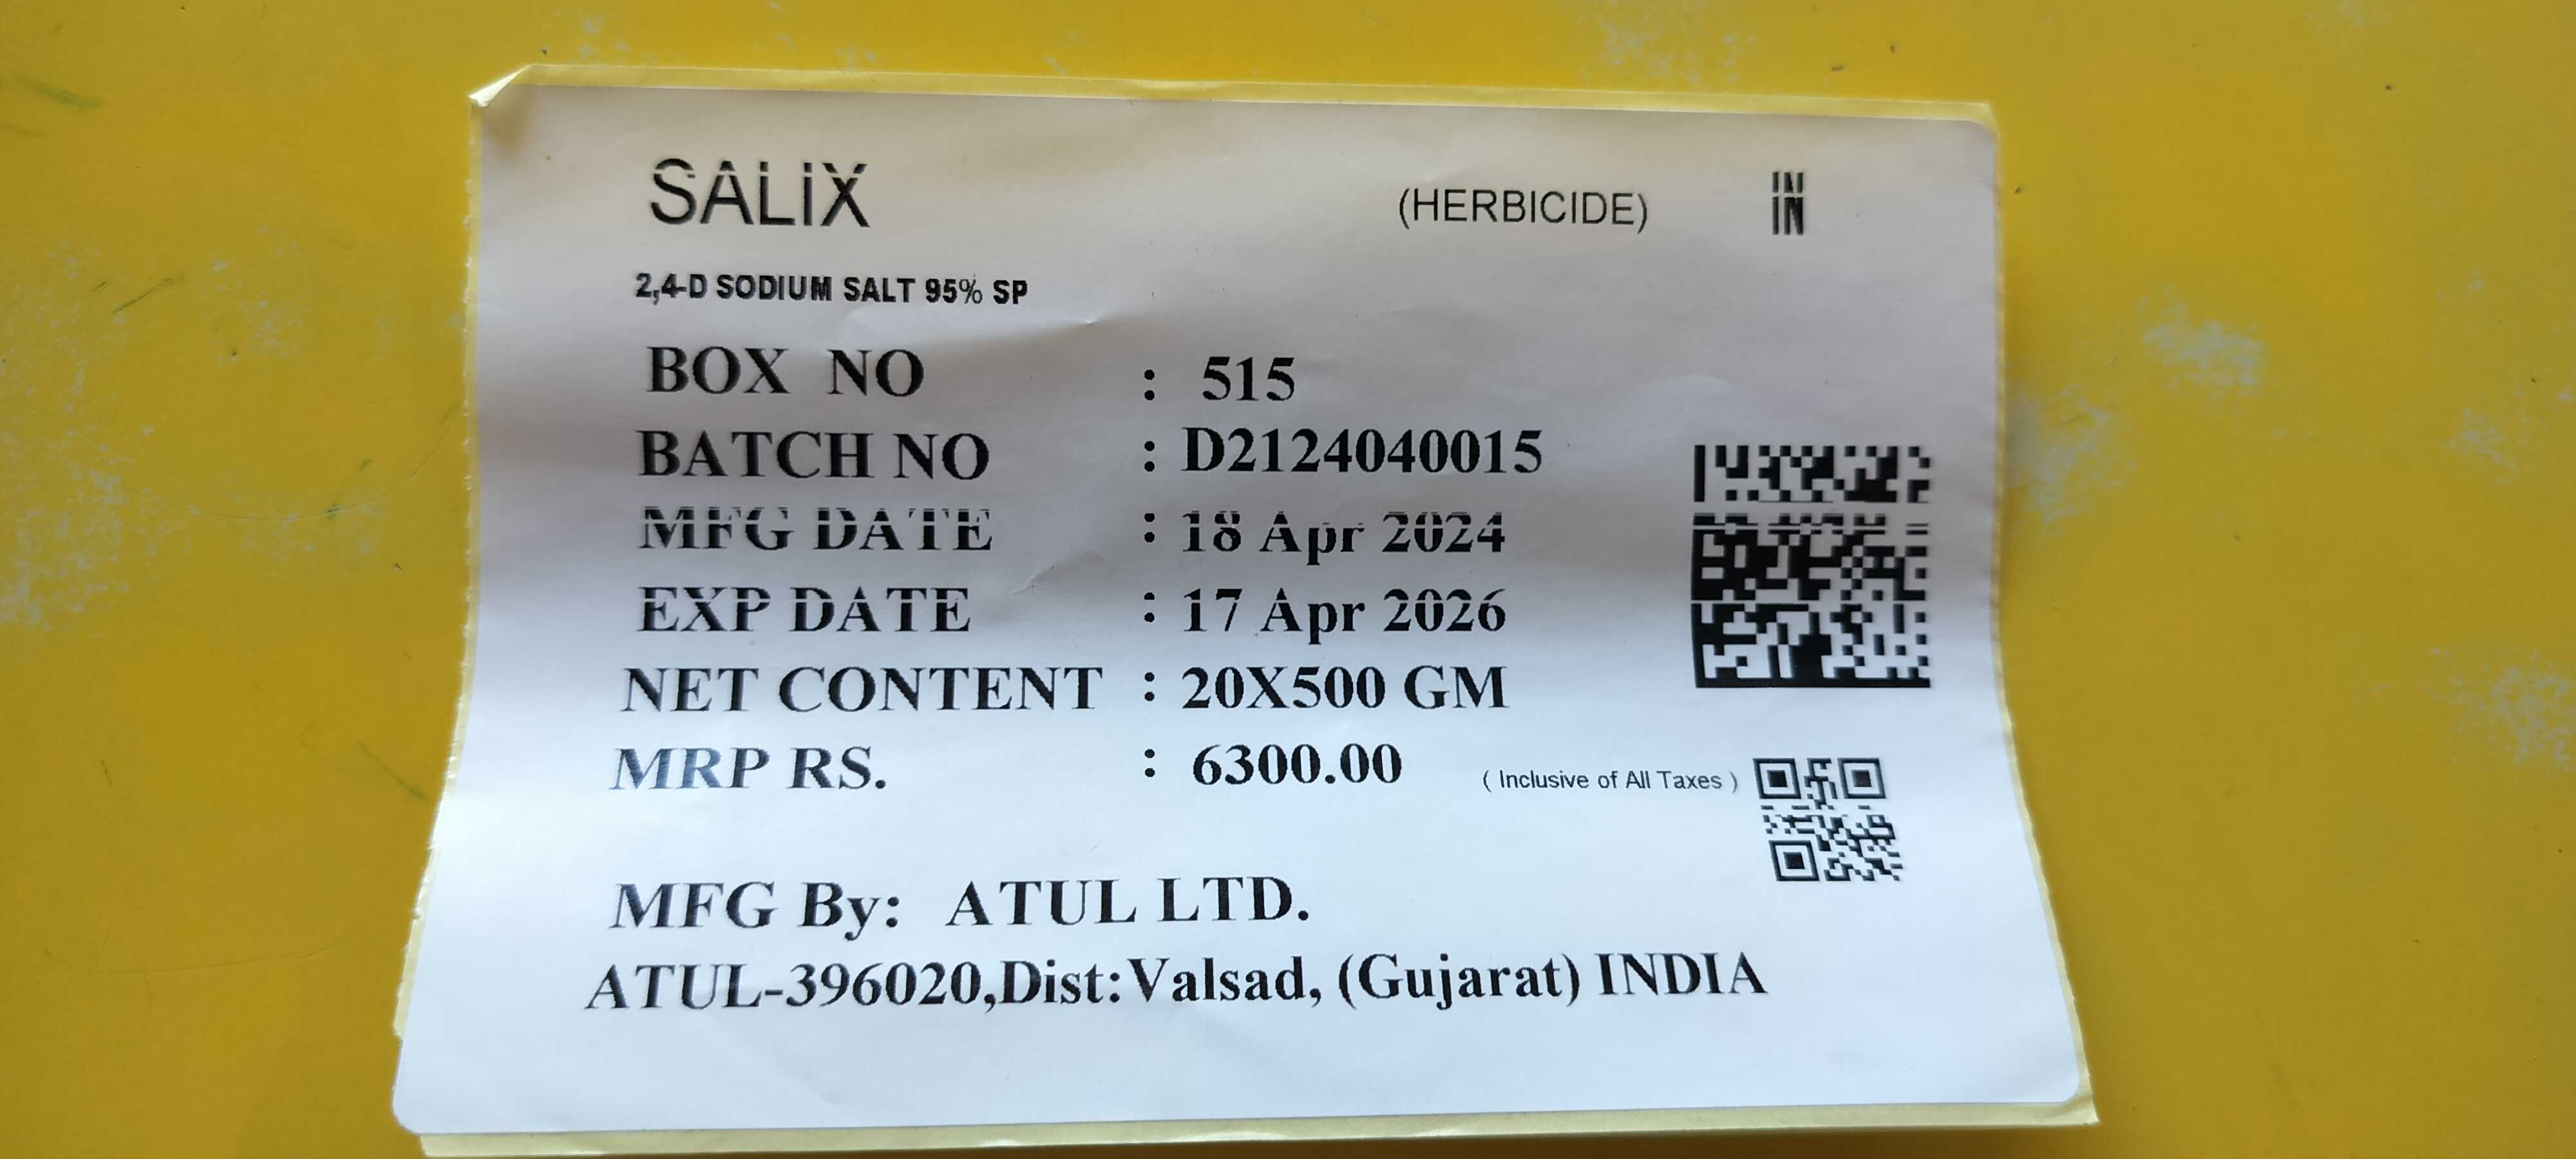 SALIX (HERBICIDE) IN
IN
2,4-D SODIUM SALT 95% SP
BOX NO : 515
BATCH NO : D2124040015
MFG DATE : 18 Apr 2024
EXP DATE : 17 Apr 2026
NET CONTENT : 20X500 GM
MRP RS. : 6300.00 ( Inclusive of All Taxes )
MFG By: ATUL LTD.
ATUL-396020,Dist:Valsad, (Gujarat) INDIA